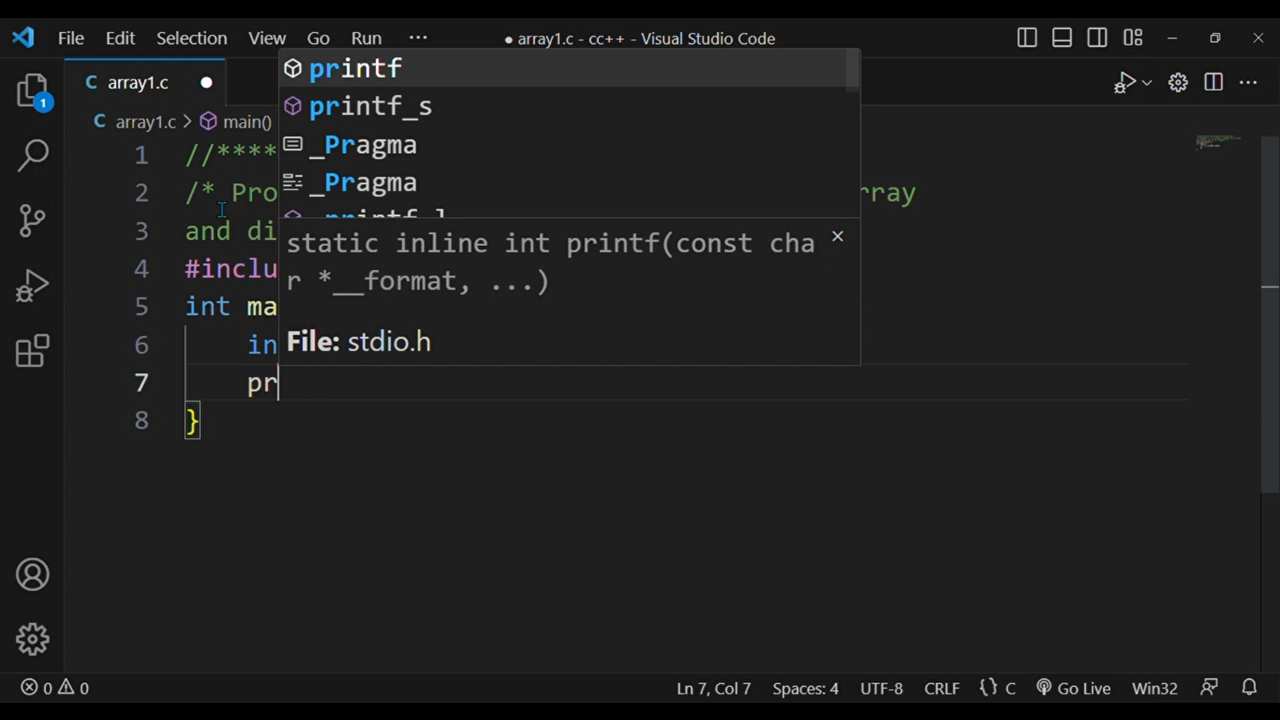 File Edit Selection View Go Run ··· ● array1.c - cc++ - Visual Studio Code
C array1.c ●
C array1.c > main()
printf
printf_s
_Pragma
_Pragma
static inline int printf(const cha
r *__format, ...)
File: stdio.h
1 //****
2 /* Pro rray
3 and di
4 #inclu
5 int ma
6 in
7 pr
8 }
1
0 0 Ln 7, Col 7 Spaces: 4 UTF-8 CRLF {} C Go Live Win32